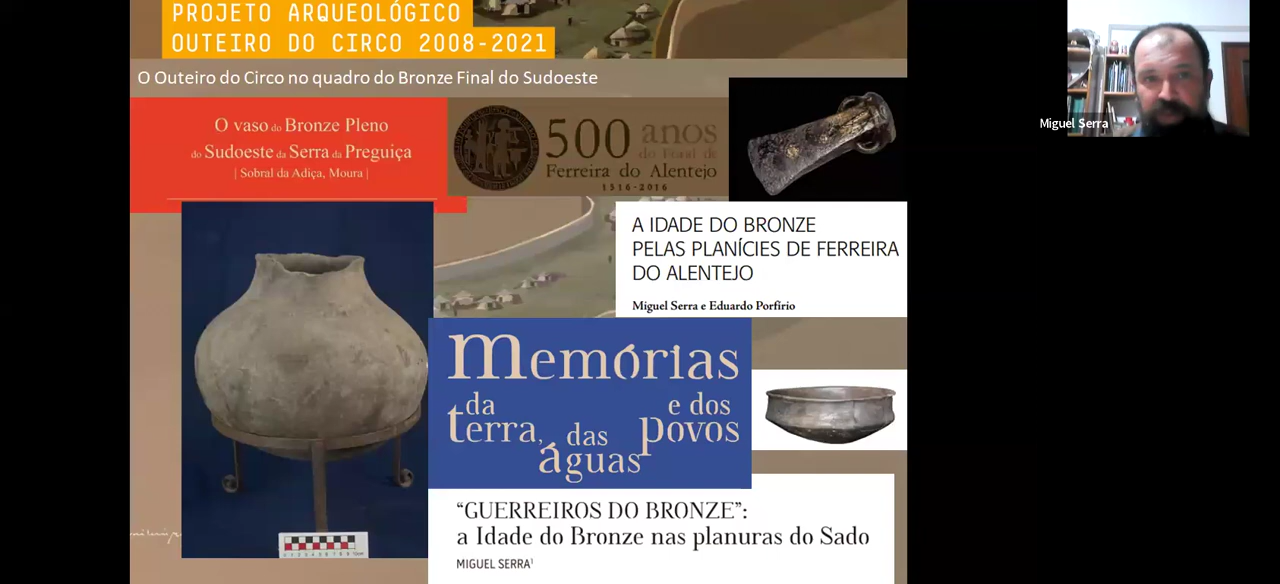 PROJETO ARQUEOLÓGICO
OUTEIRO DO CIRCO 2008-2021
O Outeiro do Circo no quadro do Bronze Final do Sudoeste
O vaso do Bronze Pleno
do Sudoeste da Serra da Preguiça
| Sobral da Adiça, Moura |
500 anos
do Foral de
Ferreira do Alentejo
1516-2016
A IDADE DO BRONZE
PELAS PLANÍCIES DE FERREIRA
DO ALENTEJO
Miguel Serra e Eduardo Porfírio
memórias
da
terra,
das
águas
e dos
povos
“GUERREIROS DO BRONZE”:
a Idade do Bronze nas planuras do Sado
MIGUEL SERRA¹
Miguel Serra